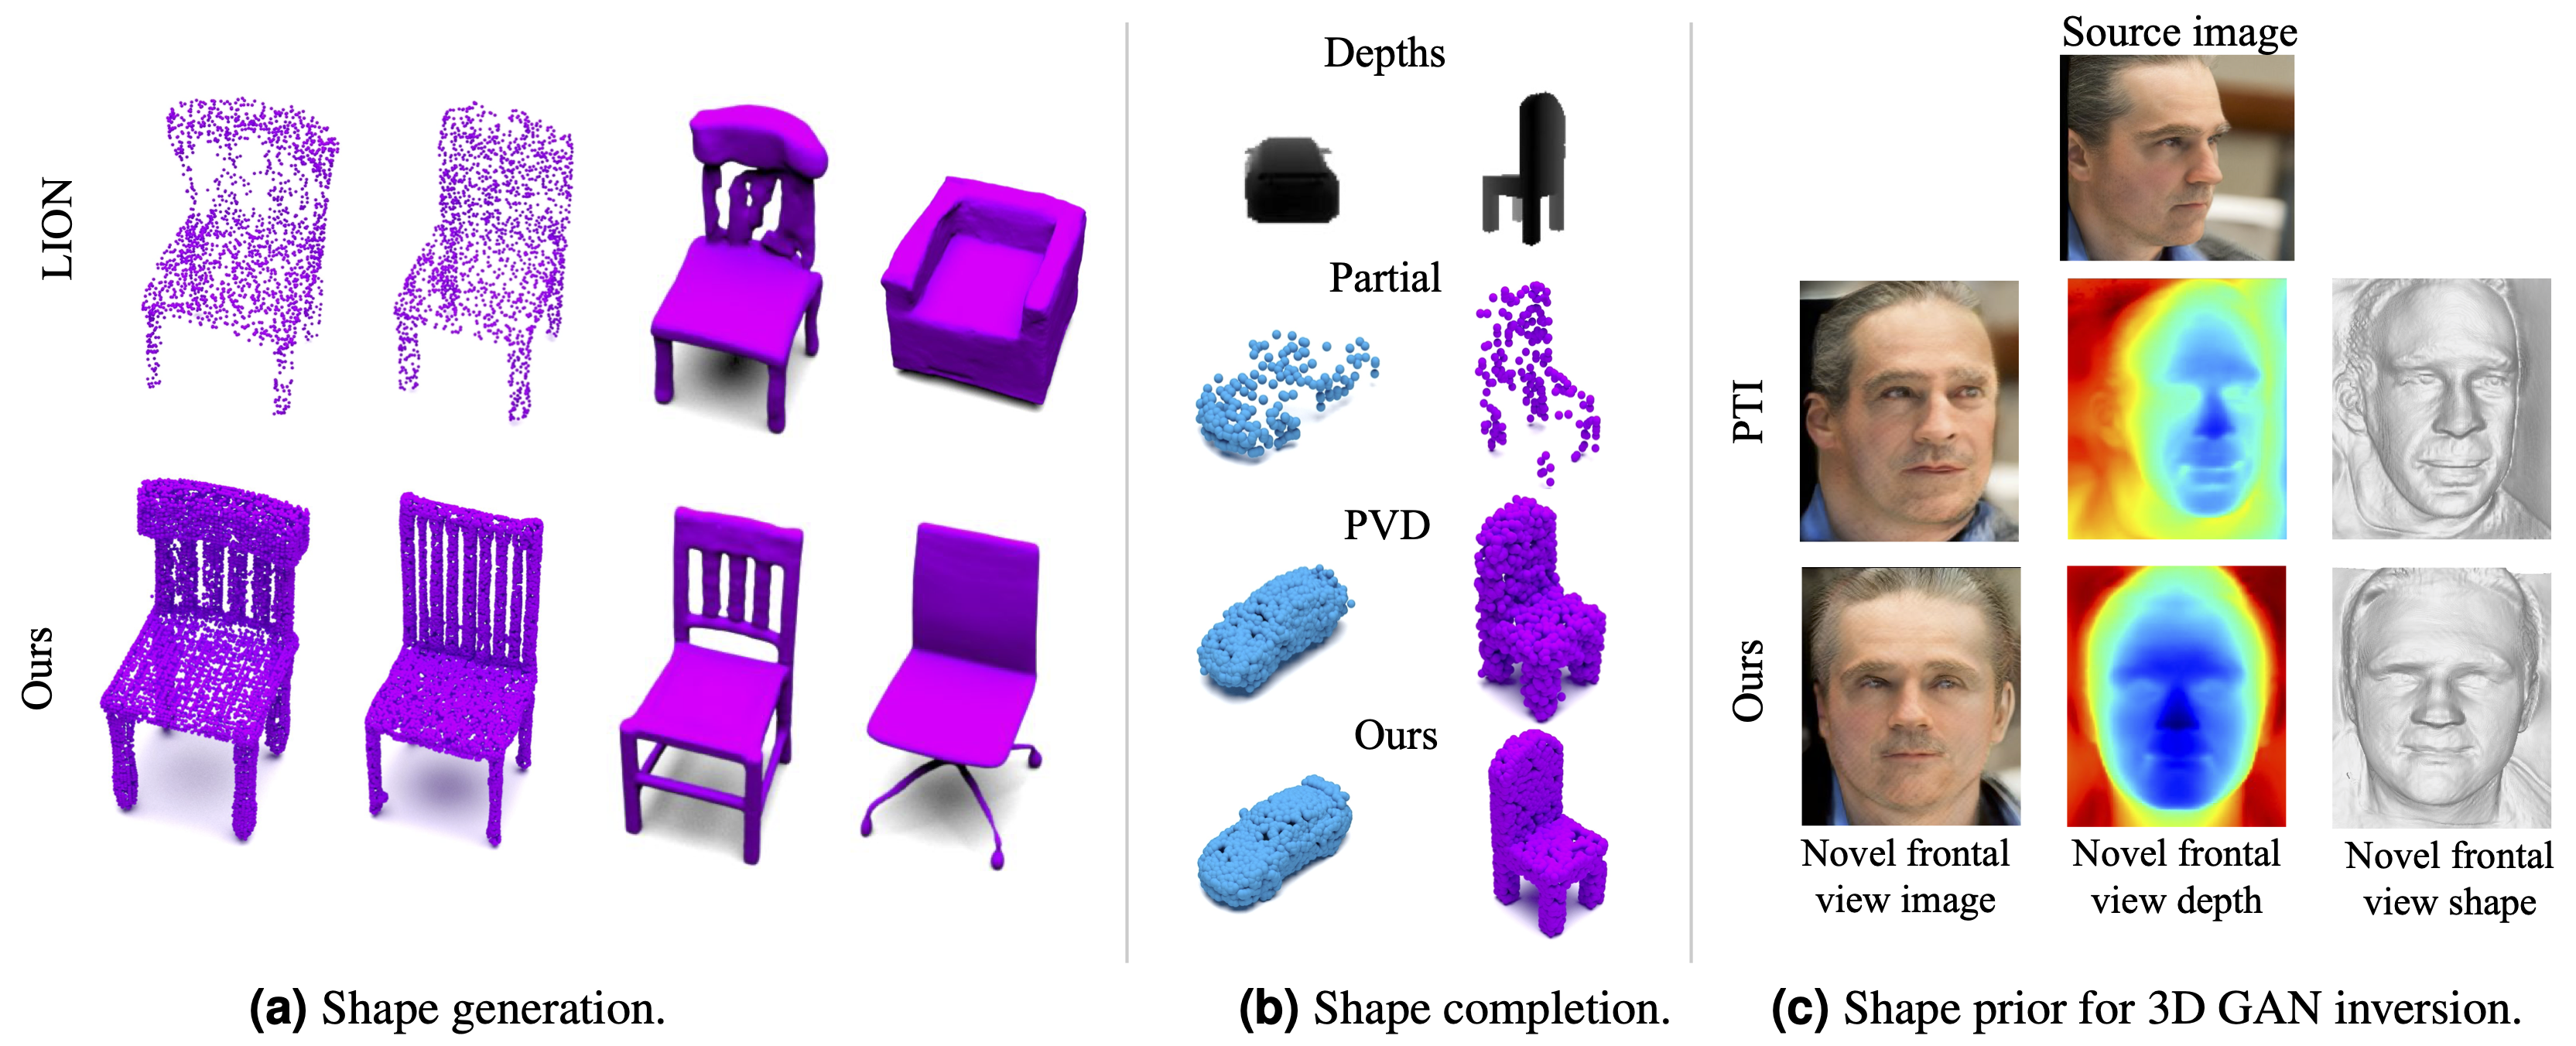 LION
Ours
(a) Shape generation.
Depths
Partial
PVD
Ours
(b) Shape completion.
Source image
PTI
Ours
Novel frontal
view image
Novel frontal
view depth
Novel frontal
view shape
(c) Shape prior for 3D GAN inversion.